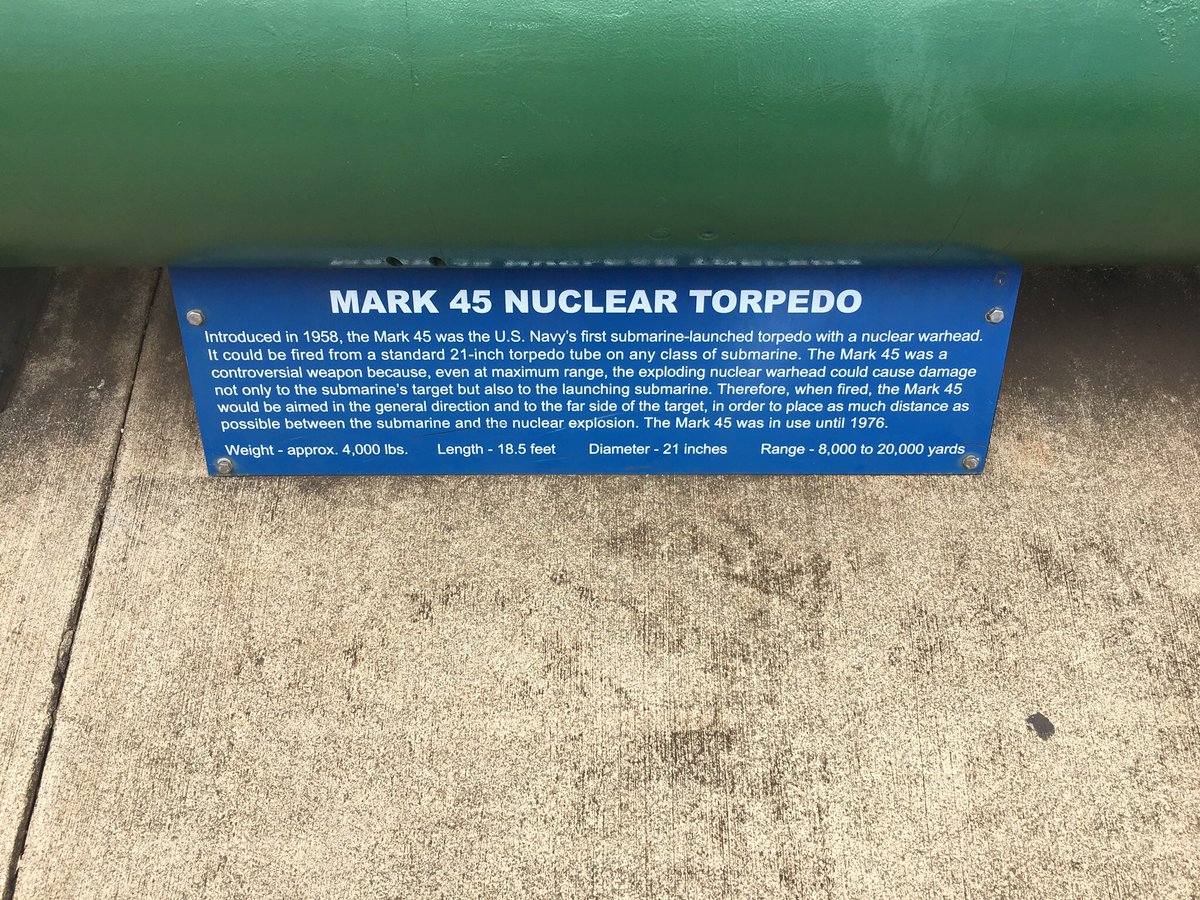 MARK 45 NUCLEAR TORPEDO
Introduced in 1958, the Mark 45 was the U.S. Navy's first submarine-launched torpedo with a nuclear warhead.
It could be fired from a standard 21-inch torpedo tube on any class of submarine. The Mark 45 was a
controversial weapon because, even at maximum range, the exploding nuclear warhead could cause damage
not only to the submarine's target but also to the launching submarine. Therefore, when fired, the Mark 45
would be aimed in the general direction and to the far side of the target, in order to place as much distance as
possible between the submarine and the nuclear explosion. The Mark 45 was in use until 1976.
Weight - approx. 4,000 lbs. Length - 18.5 feet Diameter - 21 inches Range - 8,000 to 20,000 yards